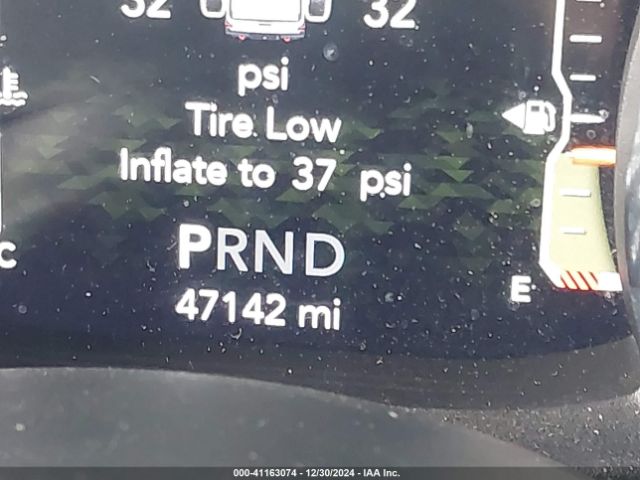 32 32
psi
Tire Low
Inflate to 37 psi
PRND
47142 mi
E
C
000-41163074 - 12/30/2024 - IAA Inc.